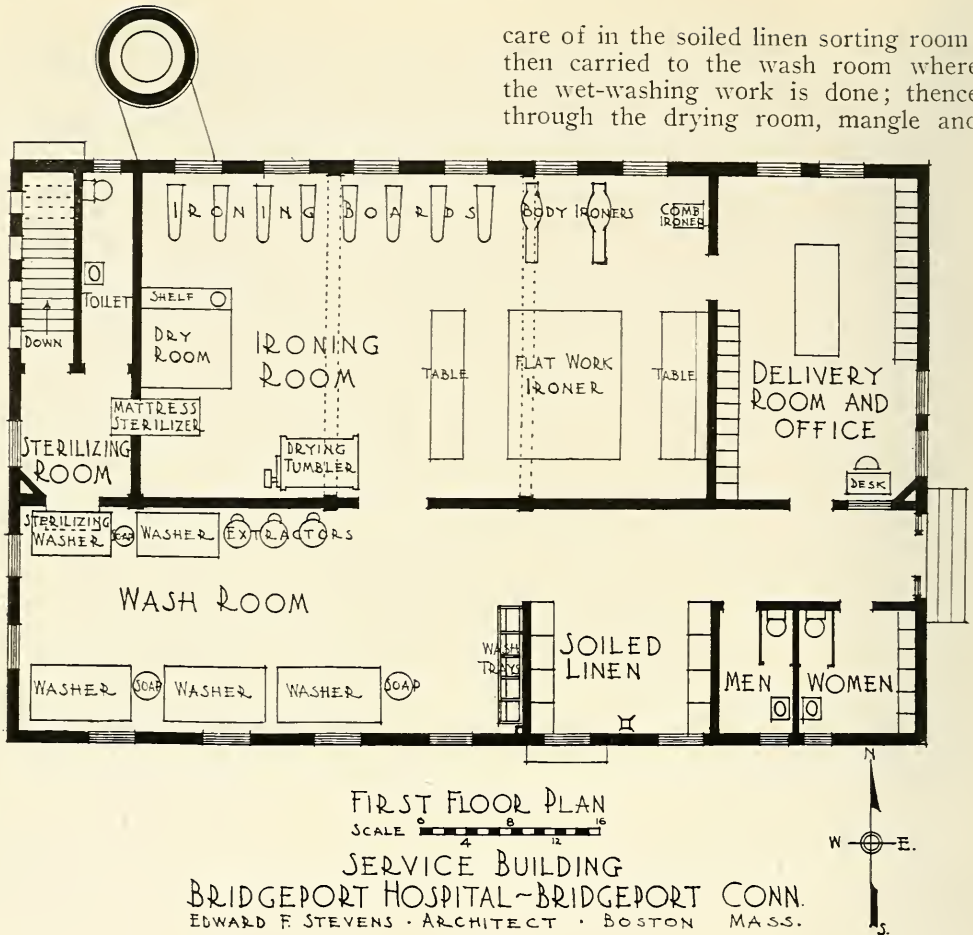 care of in the soiled linen sorting room
then carried to the wash room where
the wet-washing work is done; thence
through the drying room, mangle and
IRONING BOARDS
BODY IRONERS
COMB
IRONER
TOILET
DOWN
SHELF
DRY
ROOM
IRONING
ROOM
TABLE
FLAT WORK
IRONER
TABLE
DELIVERY
ROOM AND
OFFICE
MATTRESS
STERILIZER
STERILIZING
ROOM
DRYING
TUMBLER
DESK
STERILIZING
WASHER
SOAP
WASHER
EXTRACTORS
WASH ROOM
WASH
TRAYS
SOILED
LINEN
MEN
WOMEN
WASHER
SOAP
WASHER
WASHER
SOAP
FIRST FLOOR PLAN
SCALE 0 4 8 12 16
SERVICE BUILDING
BRIDGEPORT HOSPITAL~BRIDGEPORT CONN.
EDWARD F. STEVENS · ARCHITECT · BOSTON MASS.
N
W E.
S.